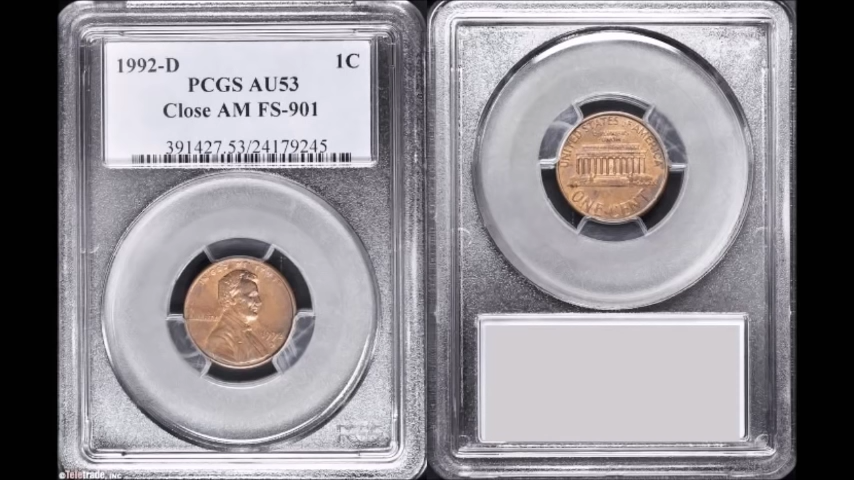 1992-D 1C
PCGS AU53
Close AM FS-901
391427.53/24179245
UNITED STATES of AMERICA
ONE CENT
PCGS
©Teletrade, INC